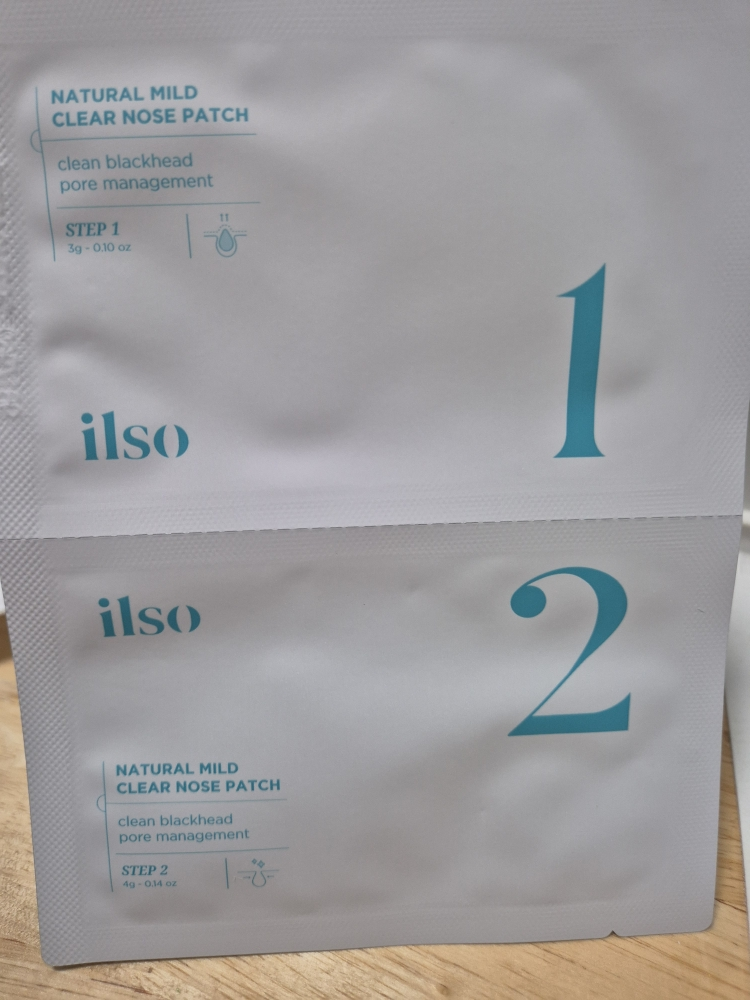 NATURAL MILD
CLEAR NOSE PATCH
clean blackhead
pore management
STEP 1
3g - 0.10 oz
1
ilso
ilso
2
NATURAL MILD
CLEAR NOSE PATCH
clean blackhead
pore management
STEP 2
4g - 0.14 oz